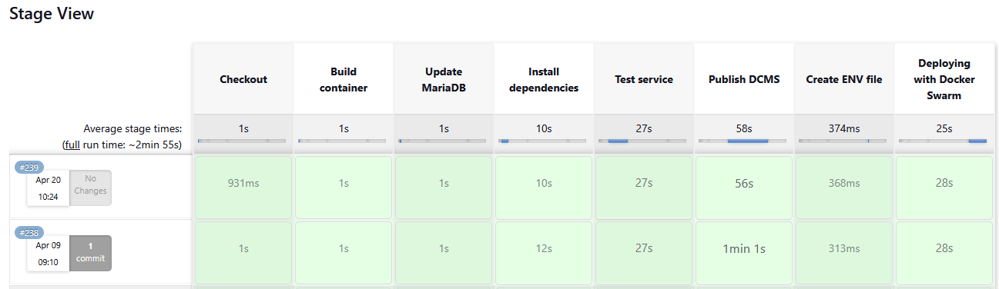 Stage View
Checkout
Build
container
Update
MariaDB
Install
dependencies
Test service
Publish DCMS
Create ENV file
Deploying
with Docker
Swarm
Average stage times:
(full run time: ~2min 55s)
1s
1s
1s
10s
27s
58s
374ms
25s
#239
Apr 20
10:24
No
Changes
931ms
1s
1s
10s
27s
56s
368ms
28s
#238
Apr 09
09:10
1
commit
1s
1s
1s
12s
27s
1min 1s
313ms
28s